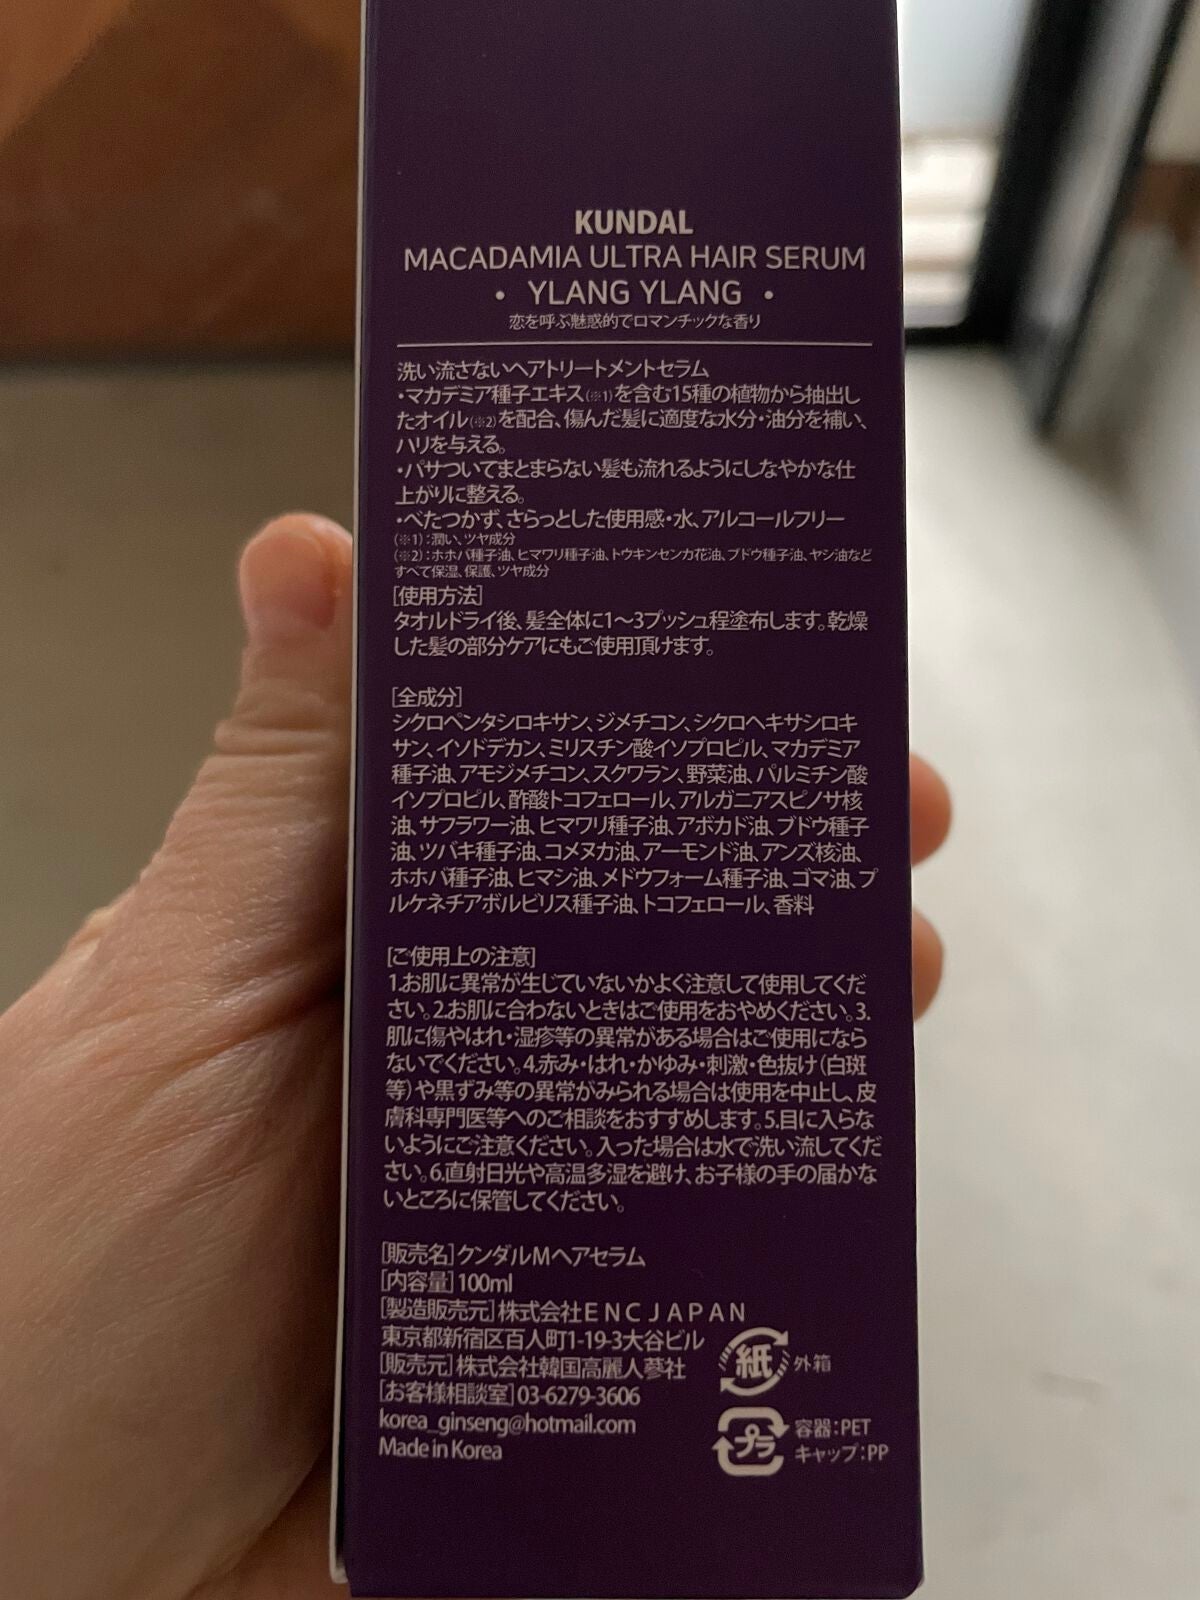 KUNDAL
MACADAMIA ULTRA HAIR SERUM
• YLANG YLANG •
恋を呼ぶ魅惑的でロマンチックな香り
洗い流さないヘアトリートメントセラム
・マカデミア種子エキス(※1)を含む15種の植物から抽出し
たオイル(※2)を配合、傷んだ髪に適度な水分・油分を補い、
ハリを与える。
・パサついてまとまらない髪も流れるようにしなやかな仕
上がりに整える。
・べたつかず、さらっとした使用感・水、アルコールフリー
(※1):潤い、ツヤ成分
(※2):ホホバ種子油、ヒマワリ種子油、トウキンセンカ花油、ブドウ種子油、ヤシ油など
すべて保湿、保護、ツヤ成分
[使用方法]
タオルドライ後、髪全体に1〜3プッシュ程塗布します。乾燥
した髪の部分ケアにもご使用頂けます。
[全成分]
シクロペンタシロキサン、ジメチコン、シクロヘキサシロキ
サン、イソドデカン、ミリスチン酸イソプロピル、マカデミア
種子油、アモジメチコン、スクワラン、野菜油、パルミチン酸
イソプロピル、酢酸トコフェロール、アルガニアスピノサ核
油、サフラワー油、ヒマワリ種子油、アボカド油、ブドウ種子
油、ツバキ種子油、コメヌカ油、アーモンド油、アンズ核油、
ホホバ種子油、ヒマシ油、メドウフォーム種子油、ゴマ油、プ
ルケネチアボルビリス種子油、トコフェロール、香料
[ご使用上の注意]
1.お肌に異常が生じていないかよく注意して使用してくだ
さい。2.お肌に合わないときはご使用をおやめください。3.
肌に傷やはれ・湿疹等の異常がある場合はご使用になら
ないでください。4.赤み・はれ・かゆみ・刺激・色抜け(白斑
等)や黒ずみ等の異常がみられる場合は使用を中止し、皮
膚科専門医等へのご相談をおすすめします。5.目に入らな
いようにご注意ください。入った場合は水で洗い流してくだ
さい。6.直射日光や高温多湿を避け、お子様の手の届かな
いところに保管してください。
[販売名]クンダルMヘアセラム
[内容量]100ml
[製造販売元]株式会社ENC JAPAN
東京都新宿区百人町1-19-3大谷ビル
[販売元]株式会社韓国高麗人蔘社
[お客様相談室]03-6279-3606
korea_ginseng@hotmail.com
Made in Korea
紙 外箱
プラ 容器:PET
キャップ:PP